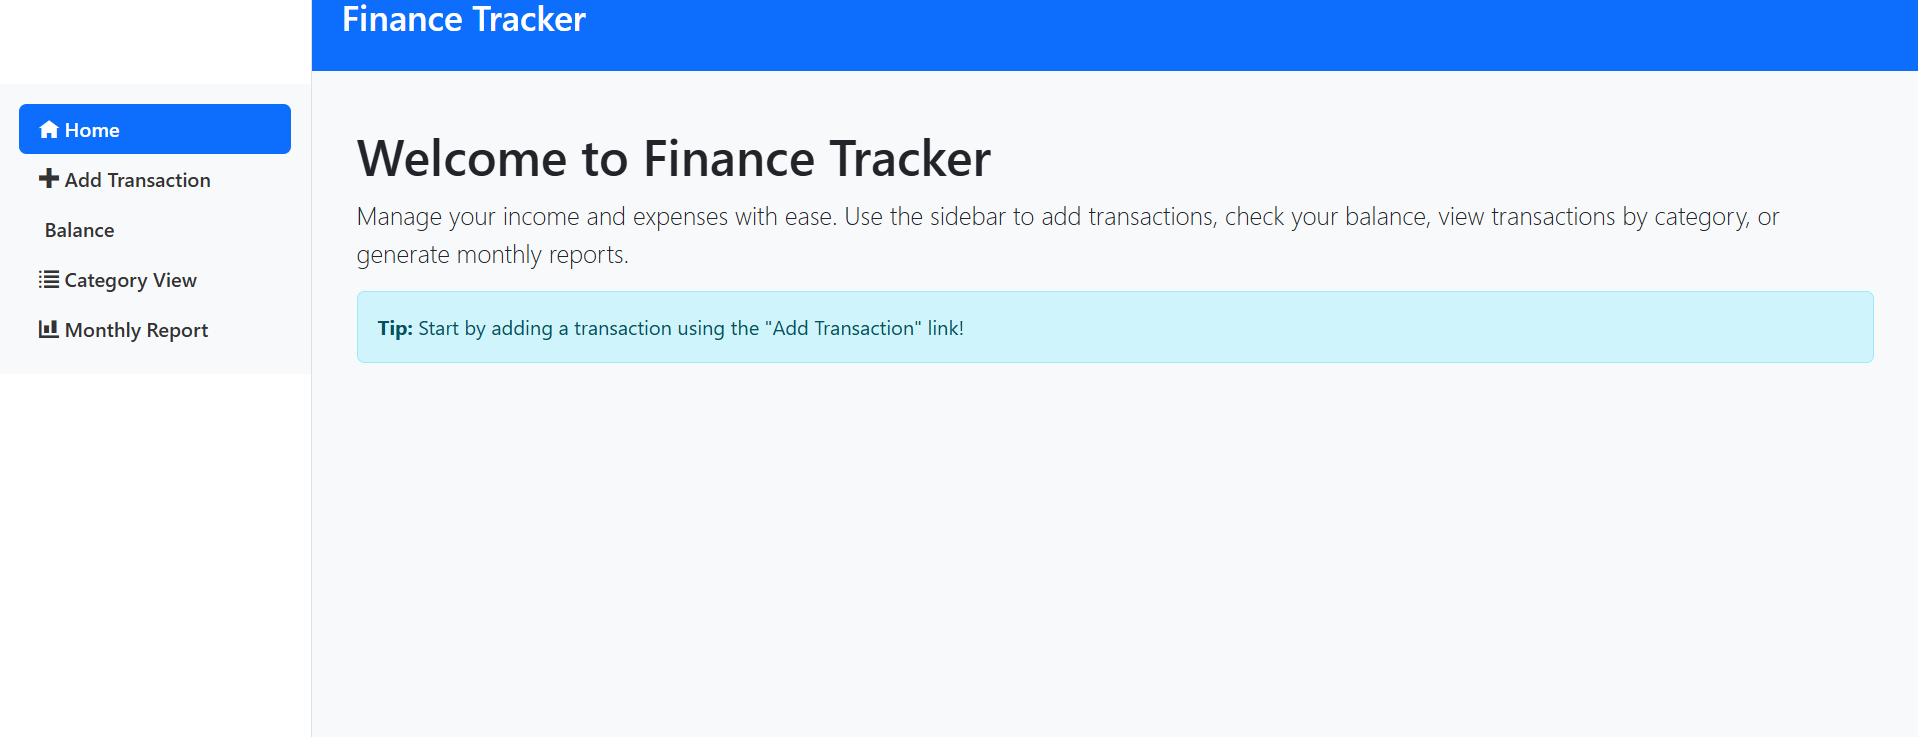 Finance Tracker
Home
Add Transaction
Balance
Category View
Monthly Report
Welcome to Finance Tracker
Manage your income and expenses with ease. Use the sidebar to add transactions, check your balance, view transactions by category, or
generate monthly reports.
Tip: Start by adding a transaction using the "Add Transaction" link!